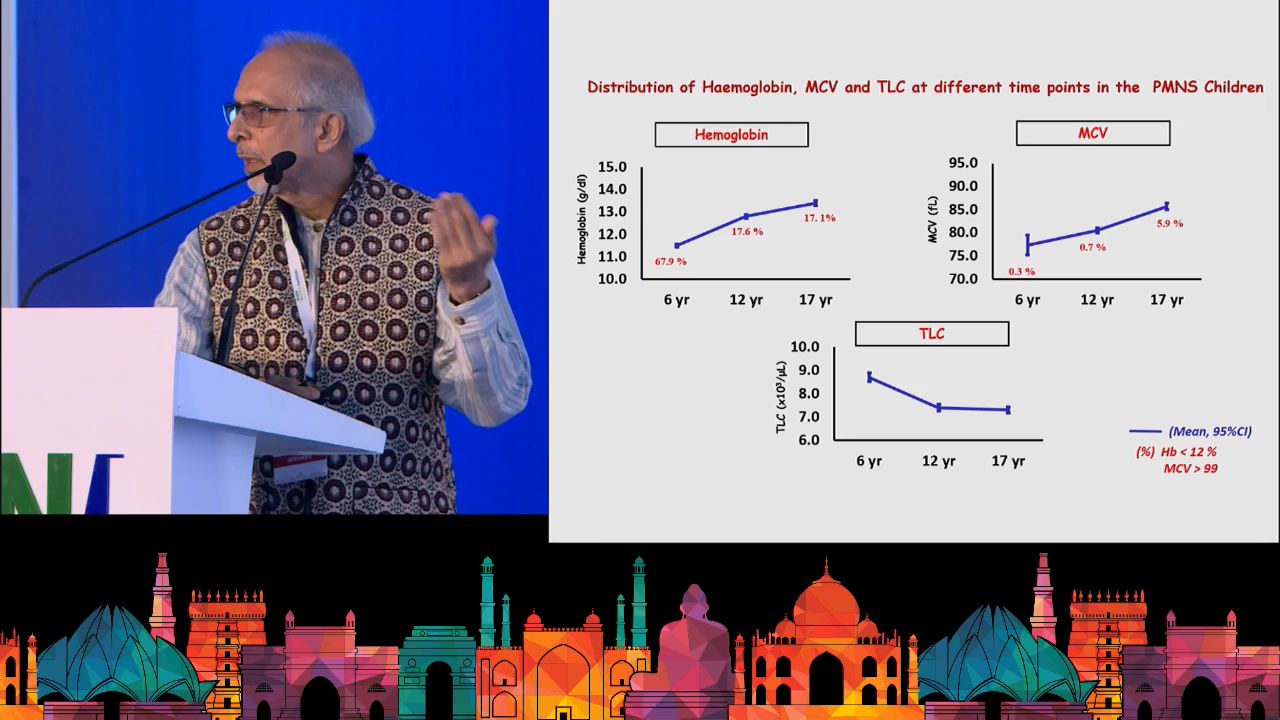 Distribution of Haemoglobin, MCV and TLC at different time points in the PMNS Children
Hemoglobin
Hemoglobin (g/dl)
15.0
14.0
13.0
12.0
11.0
10.0
67.9 %
17.6 %
17. 1%
6 yr 12 yr 17 yr
MCV
MCV (fL)
95.0
90.0
85.0
80.0
75.0
70.0
0.3 %
0.7 %
5.9 %
6 yr 12 yr 17 yr
TLC
TLC (x10³/µL)
10.0
9.0
8.0
7.0
6.0
6 yr 12 yr 17 yr
(Mean, 95%CI)
(%) Hb < 12 %
MCV > 99